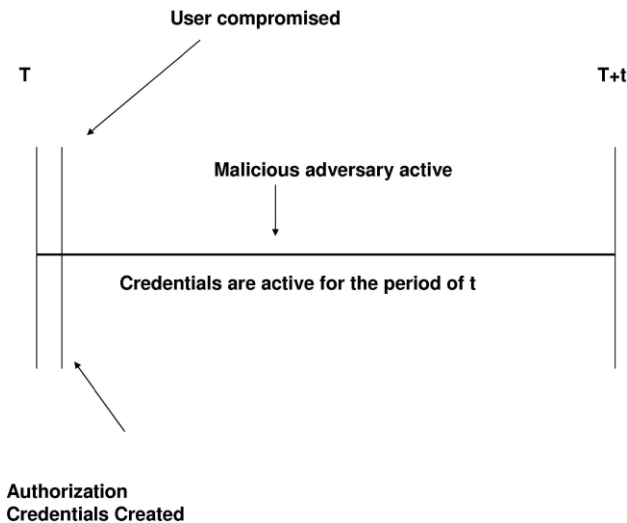 User compromised
T
T+t
Malicious adversary active
Credentials are active for the period of t
Authorization
Credentials Created